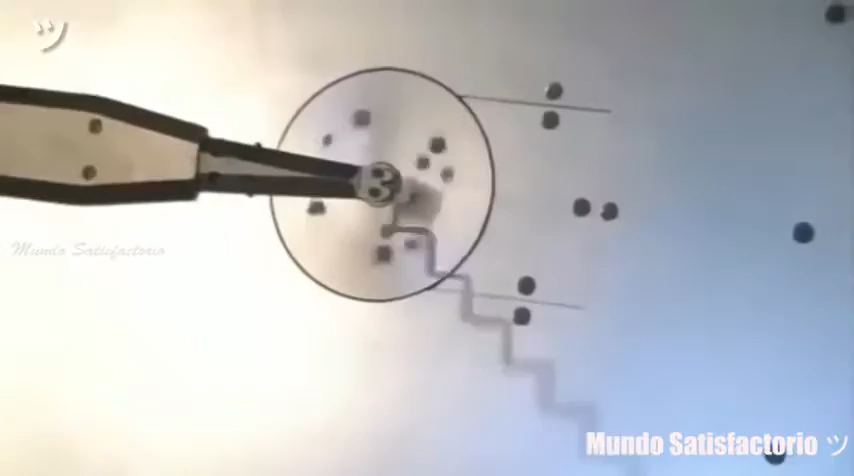 ツ
Mundo Satisfactorio
Mundo Satisfactorio ツ